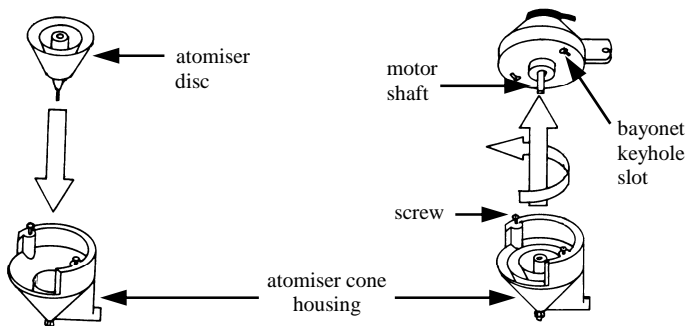 atomiser
disc
motor
shaft
bayonet
keyhole
slot
screw
atomiser cone
housing